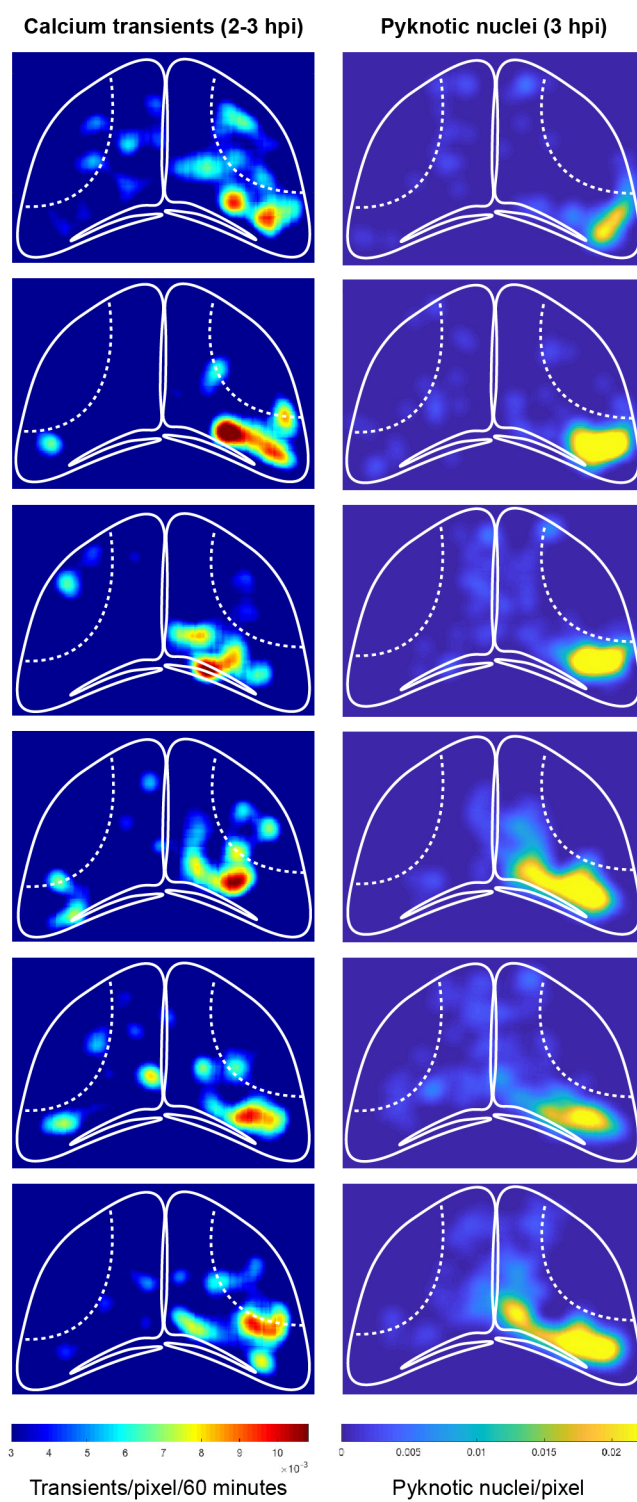 Calcium transients (2-3 hpi) Pyknotic nuclei (3 hpi)
3 4 5 6 7 8 9 10 0 0.005 0.01 0.015 0.02
×10⁻³
Transients/pixel/60 minutes Pyknotic nuclei/pixel